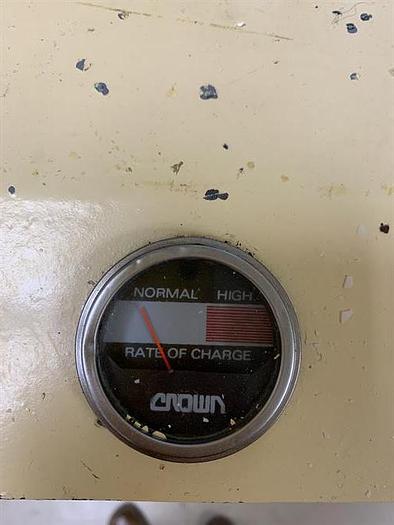 NORMAL HIGH
RATE OF CHARGE
CROWN